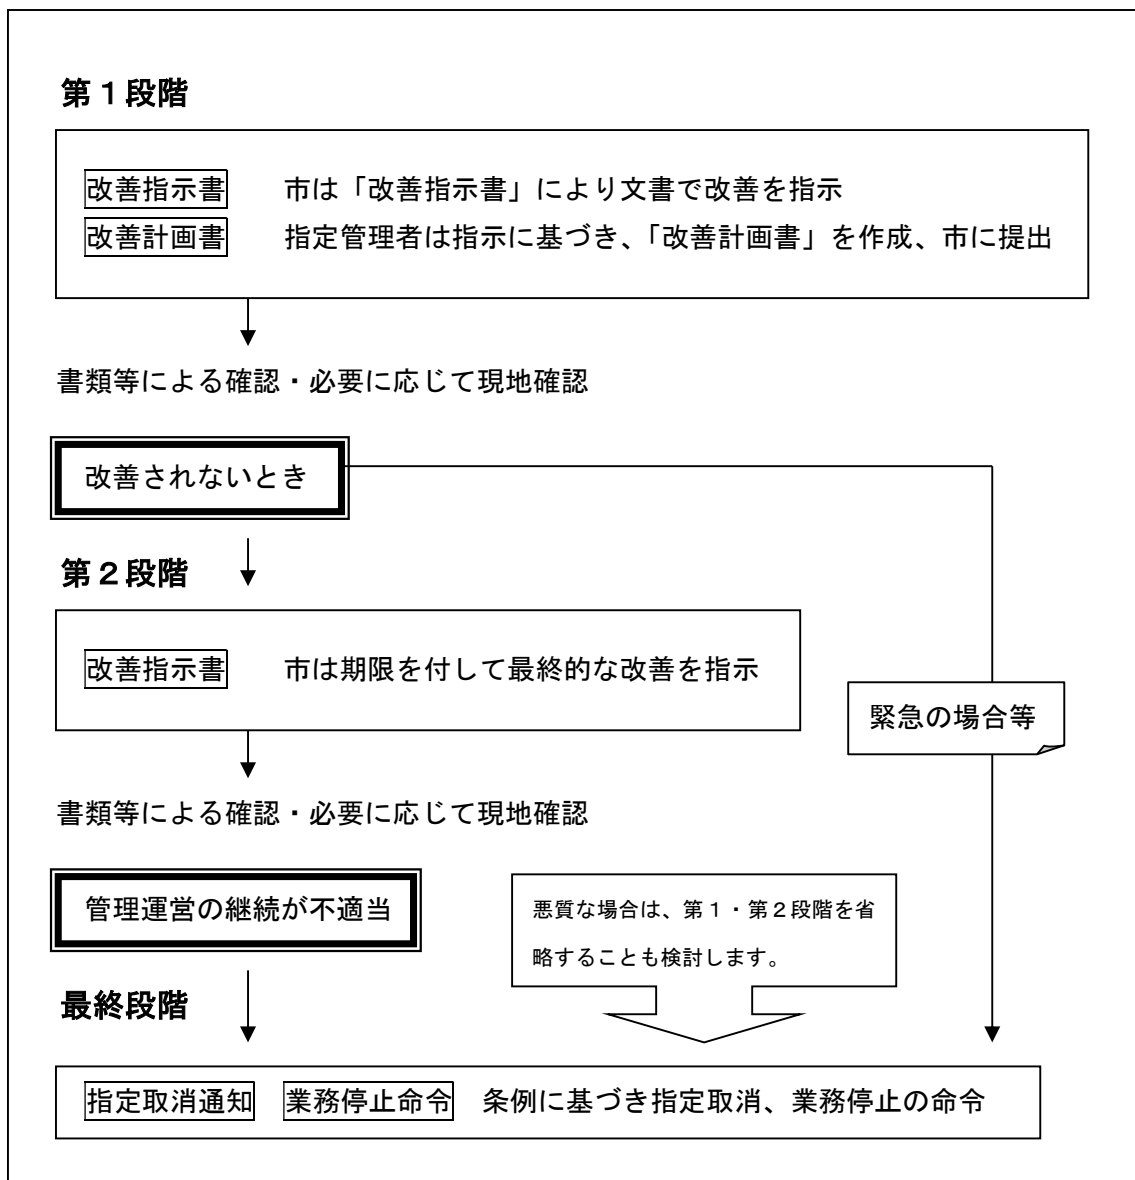 第１段階
改善指示書　市は「改善指示書」により文書で改善を指示
改善計画書　指定管理者は指示に基づき、「改善計画書」を作成、市に提出
書類等による確認・必要に応じて現地確認
改善されないとき
第２段階
改善指示書　市は期限を付して最終的な改善を指示
緊急の場合等
書類等による確認・必要に応じて現地確認
管理運営の継続が不適当
悪質な場合は、第１・第２段階を省
略することも検討します。
最終段階
指定取消通知　業務停止命令　条例に基づき指定取消、業務停止の命令